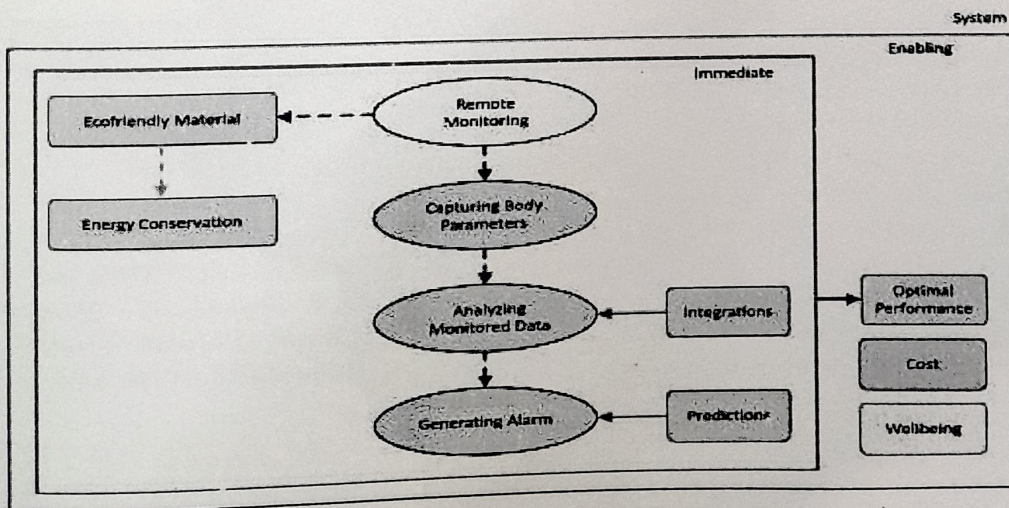 System
Enabling
Immediate
Ecofriendly Material
Remote
Monitoring
Energy Conservation
Capturing Body
Parameters
Analyzing
Monitored Data
Integrations
Optimal
Performance
Cost
Generating Alarm
Predictions
Wellbeing